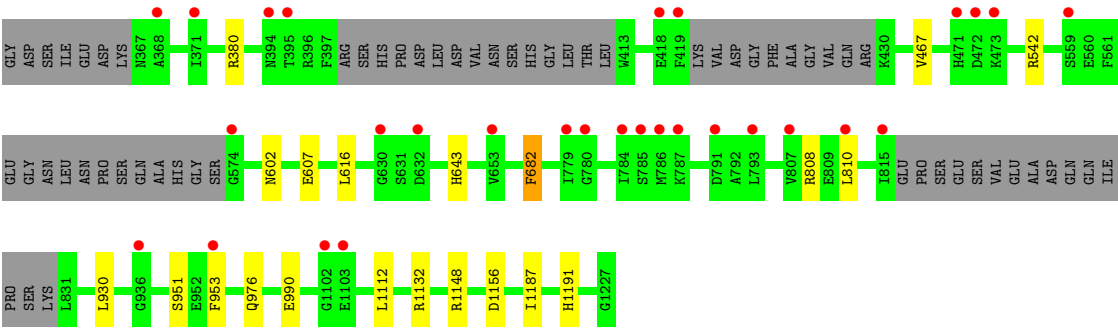 GLY ASP SER ILE GLU ASP LYS N367 A368 I371 R380 N394 T395 R396 F397 ARG SER HIS PRO ASP LEU ASP VAL ASN SER HIS GLY LEU THR LEU W413 E418 F419 LYS VAL ASP GLY PHE ALA GLY VAL GLN ARG K430 V467 H471 D472 K473 R542 S559 E560 F561
GLU GLY ASN LEU ASN PRO SER GLN ALA HIS GLY SER G574 N602 E607 L616 G630 S631 D632 H643 V653 F682 I779 G780 I784 S785 M786 K787 D791 A792 L793 V807 R808 E809 L810 I815 GLU PRO SER GLU SER VAL GLU ALA ASP GLN GLN ILE
PRO SER LYS L831 L930 G936 S951 E952 F953 Q976 E990 G1102 E1103 L1112 R1132 R1148 D1156 I1187 H1191 G1227